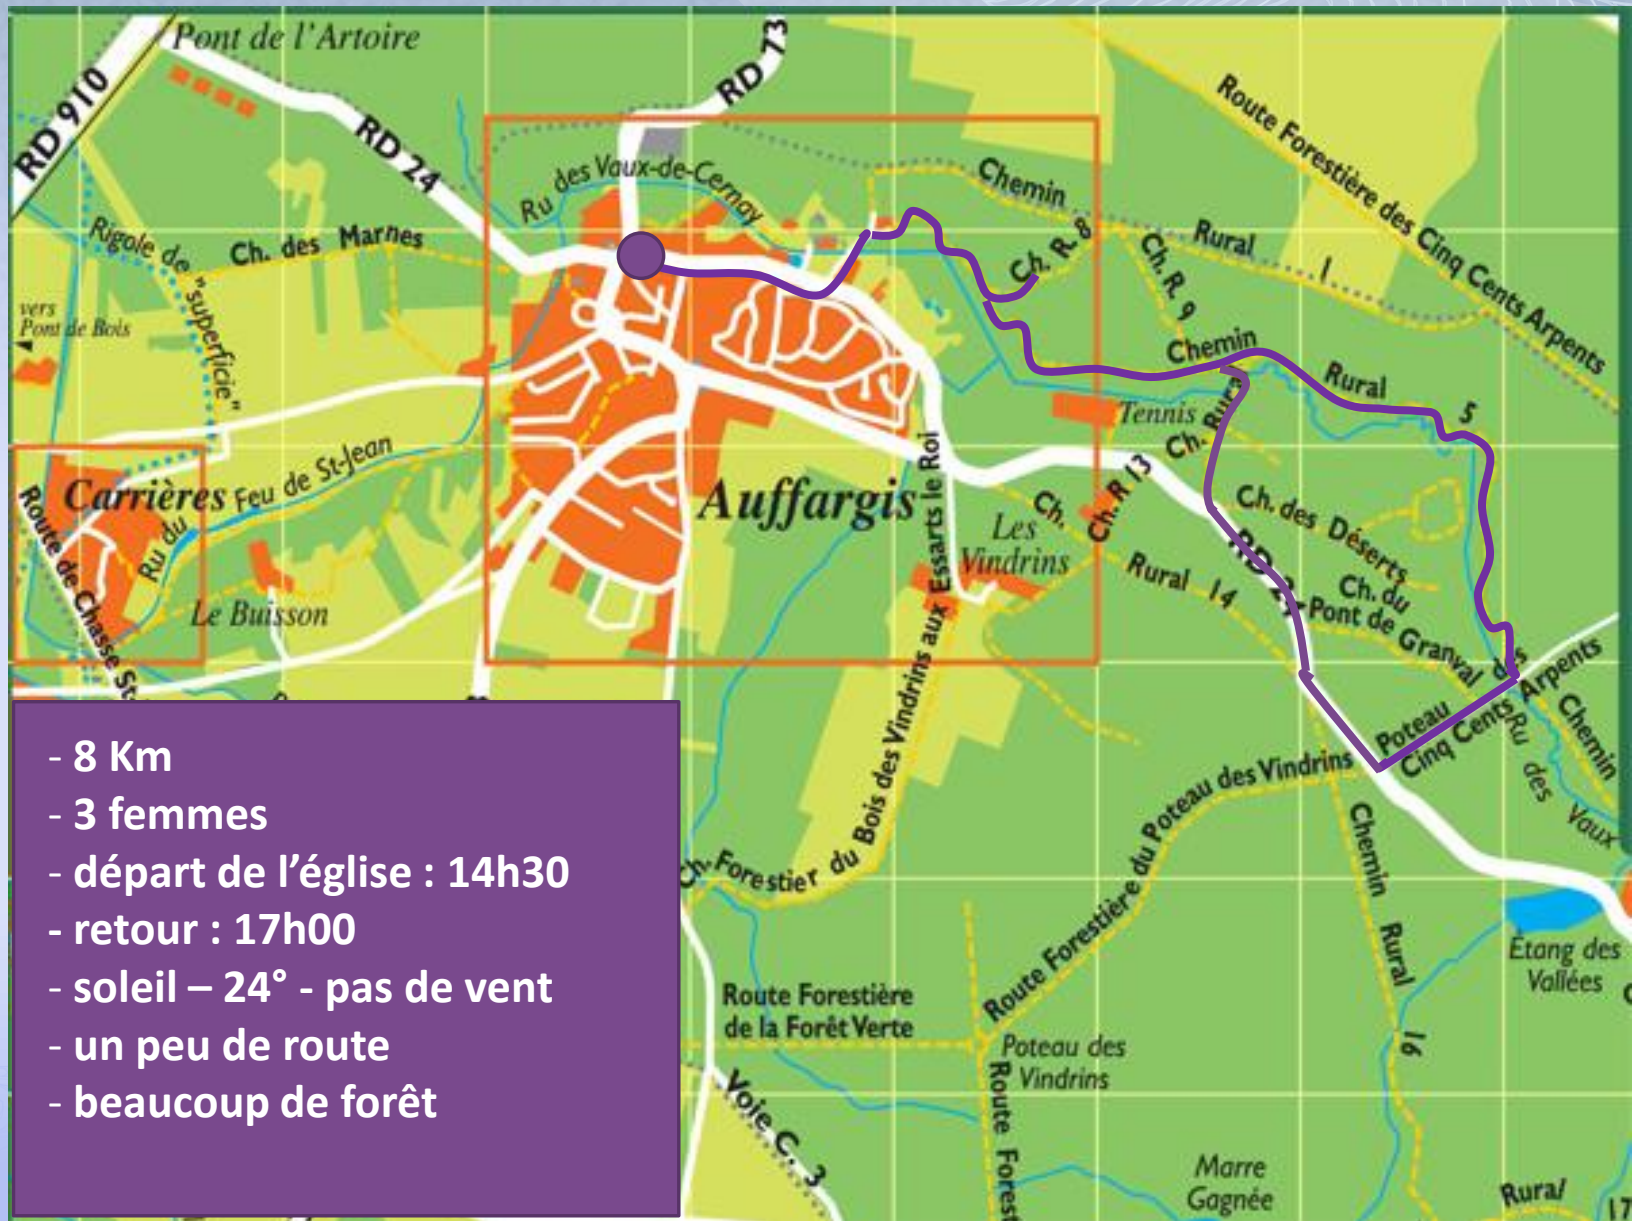 Pont de l'Artoire
RD 910
RD 24
RD 73
Ru des Vaux-de-Cernay
Rigole de "superficie"
Ch. des Marnes
vers
Pont de Bois
Chemin
Rural
1
Route Forestière des Cinq Cents Arpents
Ch. R. 8
Ch. R. 9
Chemin
Rural
5
Tennis
Ch. Rural
Ch. R 13
Carrières
Ru du Feu de St-Jean
Route de Chasse St-
Le Buisson
Auffargis
Les
Vindrins
Ch. Rural 14
Ch. des Déserts
RD 24
Ch. du
Pont de Granval
Poteau des
Cinq Cents Arpents
Chemin
Ru des Vaux
Ch. Forestier du Bois des Vindrins aux Essarts le Roi
Route Forestière du Poteau des Vindrins
Chemin Rural 16
Étang des
Vallées
Route Forestière
de la Forêt Verte
Poteau des
Vindrins
Route Forest
Voie C. 3
Marre
Gagnée
Rural
17
- 8 Km
- 3 femmes
- départ de l'église : 14h30
- retour : 17h00
- soleil – 24° - pas de vent
- un peu de route
- beaucoup de forêt